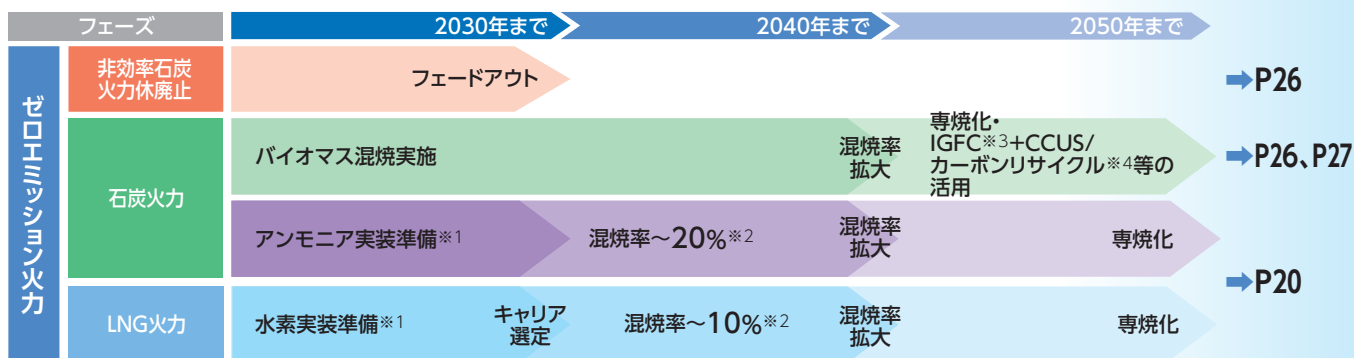 フェーズ
2030年まで
2040年まで
2050年まで
ゼロエミッション火力
非効率石炭
火力休廃止
フェードアウト
➡P26
石炭火力
バイオマス混焼実施
混焼率
拡大
専焼化・
IGFC※3+CCUS/
カーボンリサイクル※4等の
活用
➡P26、P27
アンモニア実装準備※1
混焼率〜20%※2
混焼率
拡大
専焼化
➡P20
LNG火力
水素実装準備※1
キャリア
選定
混焼率〜10%※2
混焼率
拡大
専焼化